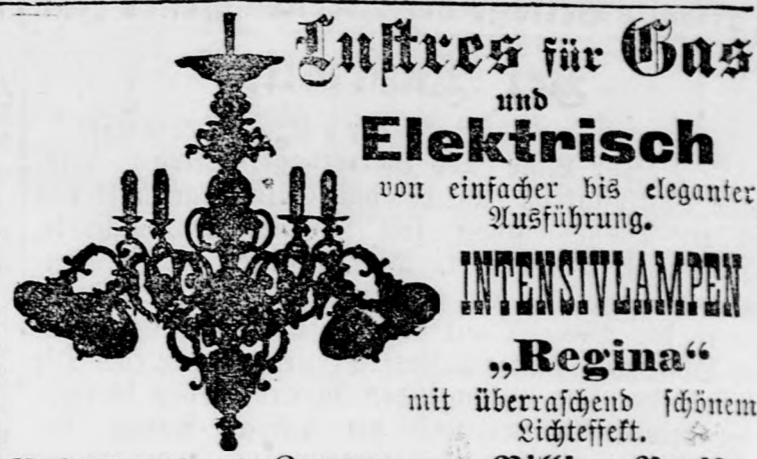 Lustres für Gas
und
Elektrisch
von einfacher bis eleganter
Ausführung.
INTENSIVLAMPEN
„Regina“
mit überraschend schönem
Lichteffekt.